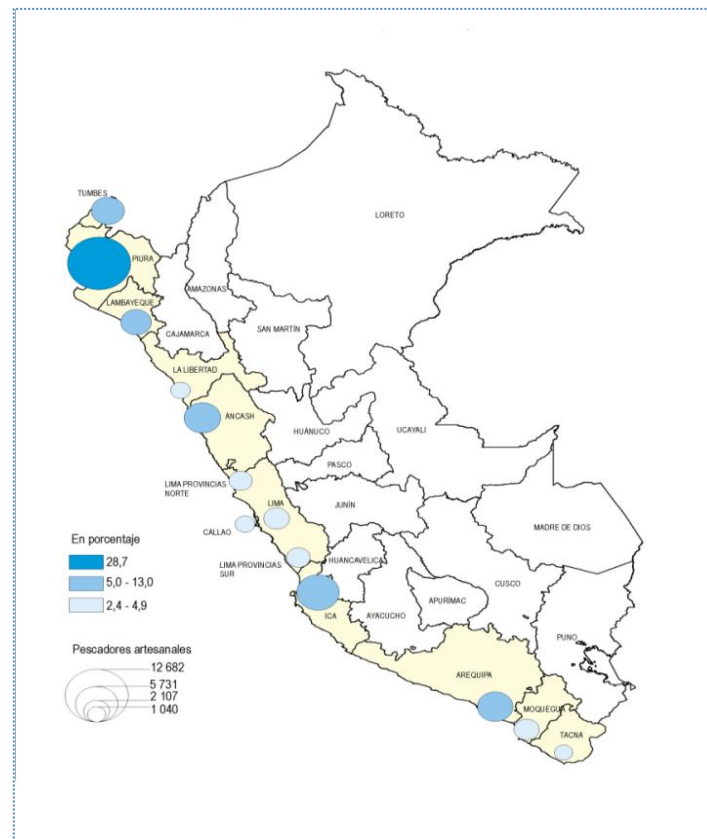 TUMBES
LORETO
PIURA
AMAZONAS
LAMBAYEQUE
CAJAMARCA
SAN MARTÍN
LA LIBERTAD
ÁNCASH
HUÁNUCO
UCAYALI
PASCO
LIMA PROVINCIAS
NORTE
LIMA
JUNÍN
CALLAO
MADRE DE DIOS
LIMA PROVINCIAS
SUR
HUANCAVELICA
CUSCO
ICA
AYACUCHO
APURÍMAC
PUNO
AREQUIPA
MOQUEGUA
TACNA
En porcentaje
28,7
5,0 - 13,0
2,4 - 4,9
Pescadores artesanales
12 682
5 731
2 107
1 040